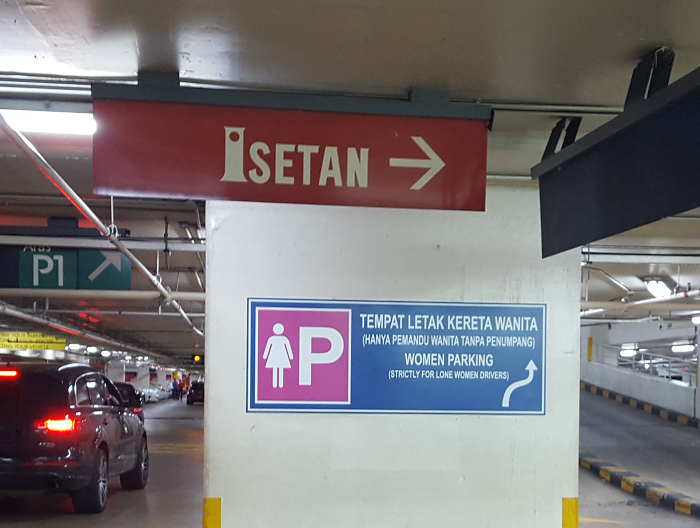 ISETAN
P1
P
TEMPAT LETAK KERETA WANITA
(HANYA PEMANDU WANITA TANPA PENUMPANG)
WOMEN PARKING
(STRICTLY FOR LONE WOMEN DRIVERS)